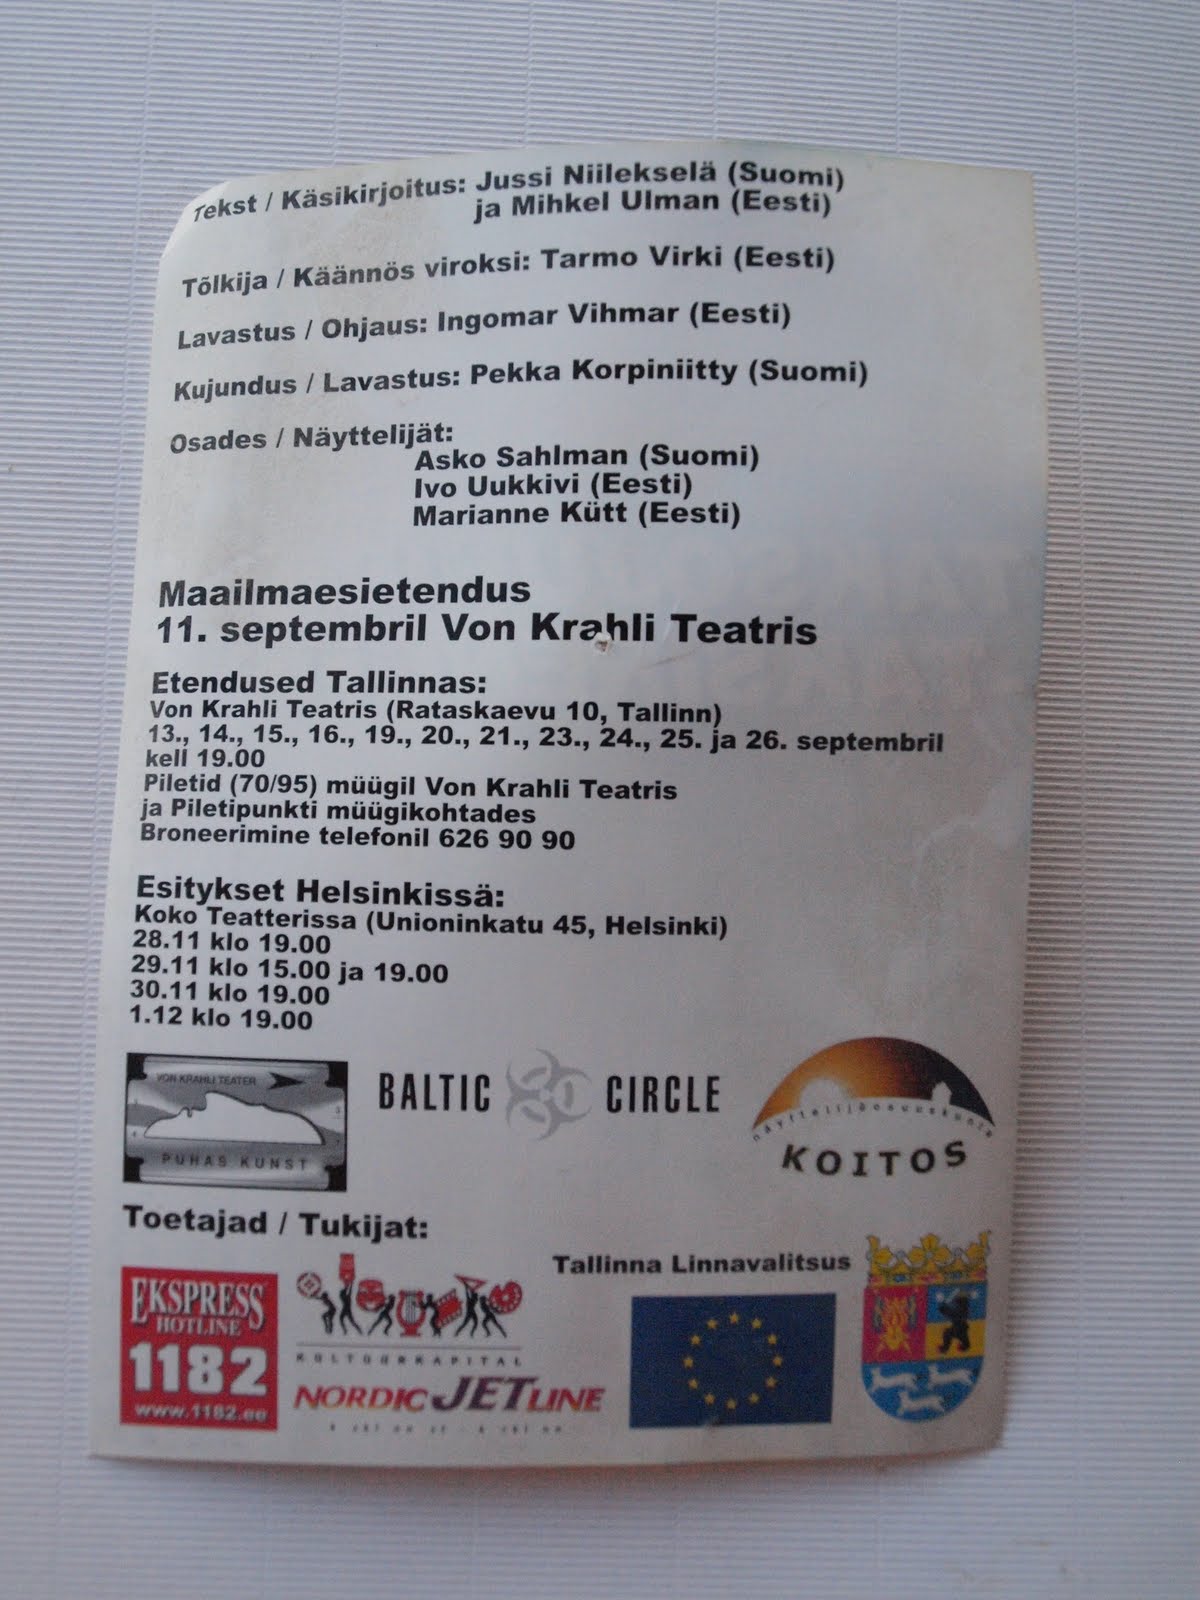 Tekst / Käsikirjoitus: Jussi Niilekselä (Suomi)
ja Mihkel Ulman (Eesti)
Tõlkija / Käännös viroksi: Tarmo Virki (Eesti)
Lavastus / Ohjaus: Ingomar Vihmar (Eesti)
Kujundus / Lavastus: Pekka Korpiniitty (Suomi)
Osades / Näyttelijät:
Asko Sahlman (Suomi)
Ivo Uukkivi (Eesti)
Marianne Kütt (Eesti)
Maailmaesietendus
11. septembril Von Krahli Teatris
Etendused Tallinnas:
Von Krahli Teatris (Rataskaevu 10, Tallinn)
13., 14., 15., 16., 19., 20., 21., 23., 24., 25. ja 26. septembril
kell 19.00
Piletid (70/95) müügil Von Krahli Teatris
ja Piletipunkti müügikohtades
Broneerimine telefonil 626 90 90
Esitykset Helsinkissä:
Koko Teatterissa (Unioninkatu 45, Helsinki)
28.11 klo 19.00
29.11 klo 15.00 ja 19.00
30.11 klo 19.00
1.12 klo 19.00
VON KRAHLI TEATER
PUHAS KUNST
BALTIC CIRCLE
näyttelijäosuuskunta
KOITOS
Toetajad / Tukijat:
Tallinna Linnavalitsus
EKSPRESS
HOTLINE
1182
www.1182.ee
KULTUURKAPITAL
NORDIC JET LINE